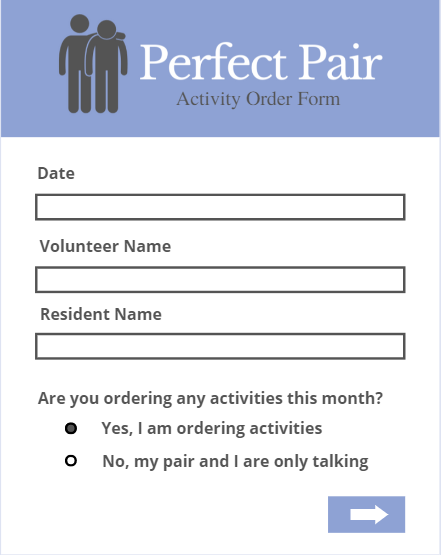 Perfect Pair
Activity Order Form
Date
Volunteer Name
Resident Name
Are you ordering any activities this month?
Yes, I am ordering activities
No, my pair and I are only talking